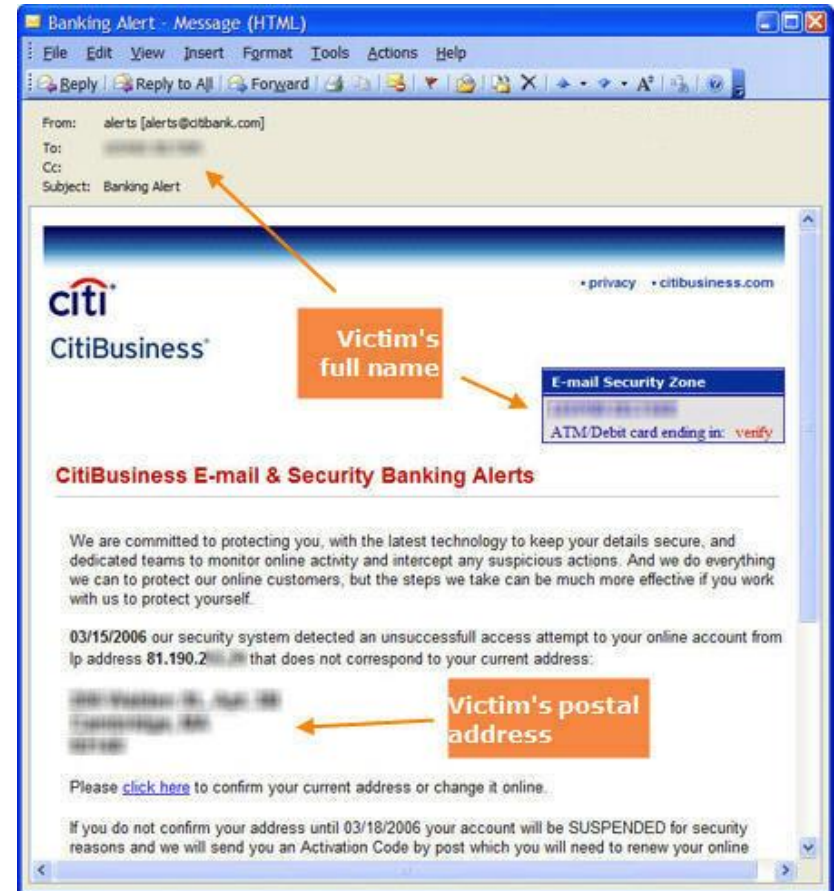 Banking Alert - Message (HTML)
File Edit View Insert Format Tools Actions Help
Reply Reply to All Forward
From: alerts [alerts@citibank.com]
To:
Cc:
Subject: Banking Alert
citi
• privacy • citibusiness.com
CitiBusiness
Victim's
full name
E-mail Security Zone
ATM/Debit card ending in: verify
CitiBusiness E-mail & Security Banking Alerts
We are committed to protecting you, with the latest technology to keep your details secure, and
dedicated teams to monitor online activity and intercept any suspicious actions. And we do everything
we can to protect our online customers, but the steps we take can be much more effective if you work
with us to protect yourself.
03/15/2006 our security system detected an unsuccessfull access attempt to your online account from
Ip address 81.190.2 that does not correspond to your current address:
Victim's postal
address
Please click here to confirm your current address or change it online.
If you do not confirm your address until 03/18/2006 your account will be SUSPENDED for security
reasons and we will send you an Activation Code by post which you will need to renew your online